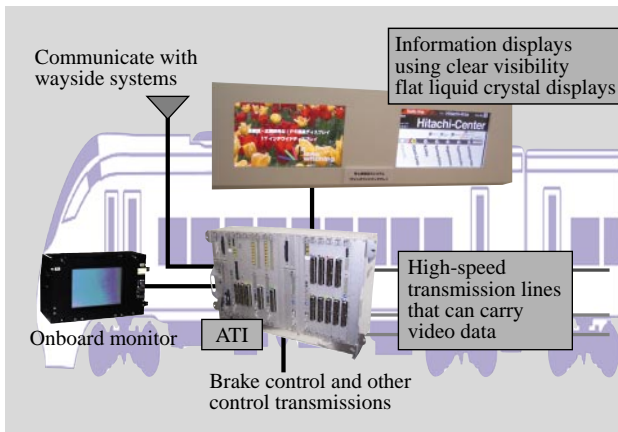 Communicate with
wayside systems
Information displays
using clear visibility
flat liquid crystal displays
Hitachi-Center
High-speed
transmission lines
that can carry
video data
Onboard monitor
ATI
Brake control and other
control transmissions